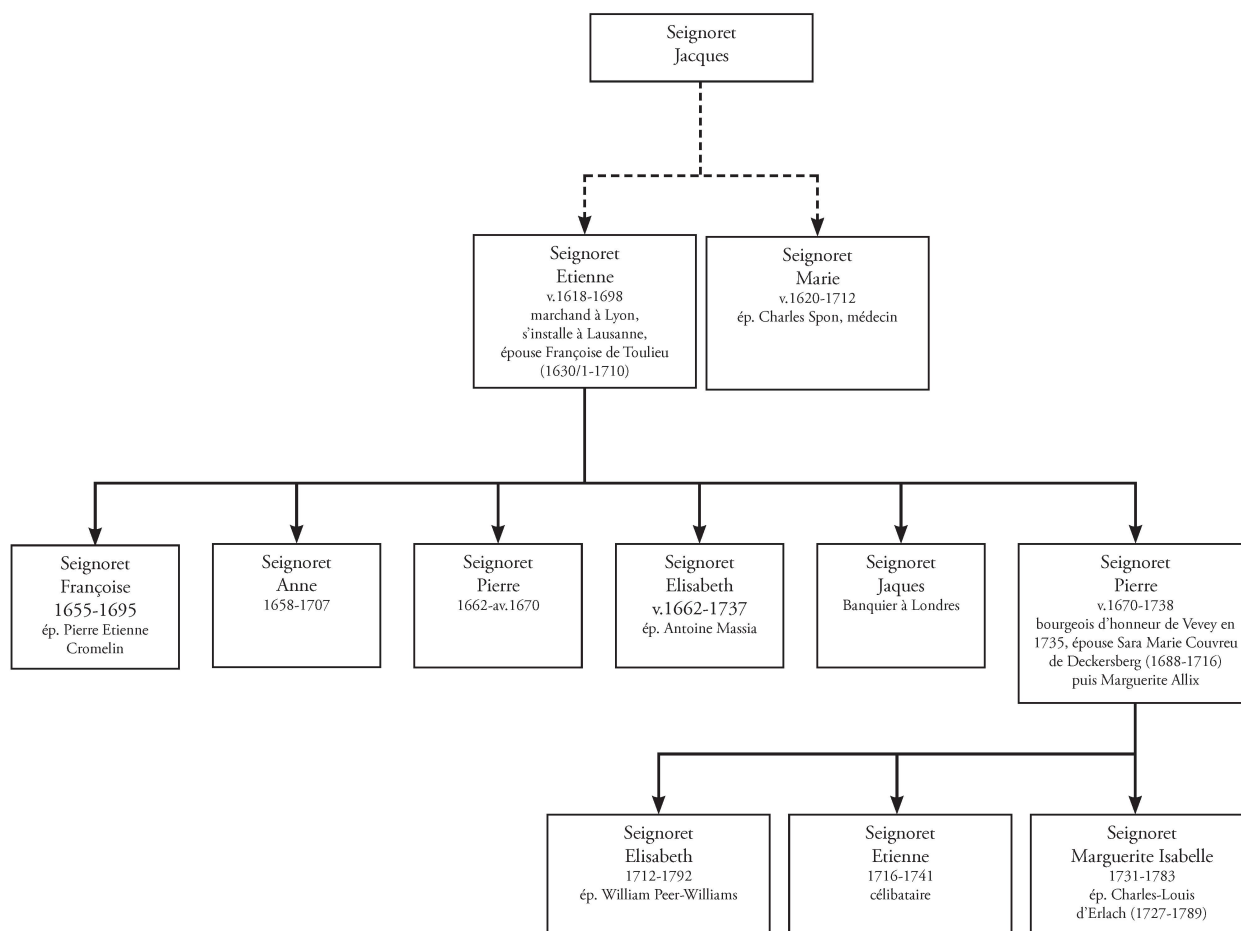 Seignoret
Jacques
Seignoret
Etienne
v.1618-1698
marchand à Lyon,
s'installe à Lausanne,
épouse Françoise de Toulieu
(1630/1-1710)
Seignoret
Marie
v.1620-1712
ép. Charles Spon, médecin
Seignoret
Françoise
1655-1695
ép. Pierre Etienne
Cromelin
Seignoret
Anne
1658-1707
Seignoret
Pierre
1662-av.1670
Seignoret
Elisabeth
v.1662-1737
ép. Antoine Massia
Seignoret
Jaques
Banquier à Londres
Seignoret
Pierre
v.1670-1738
bourgeois d'honneur de Vevey en
1735, épouse Sara Marie Couvreu
de Deckersberg (1688-1716)
puis Marguerite Allix
Seignoret
Elisabeth
1712-1792
ép. William Peer-Williams
Seignoret
Etienne
1716-1741
célibataire
Seignoret
Marguerite Isabelle
1731-1783
ép. Charles-Louis
d'Erlach (1727-1789)